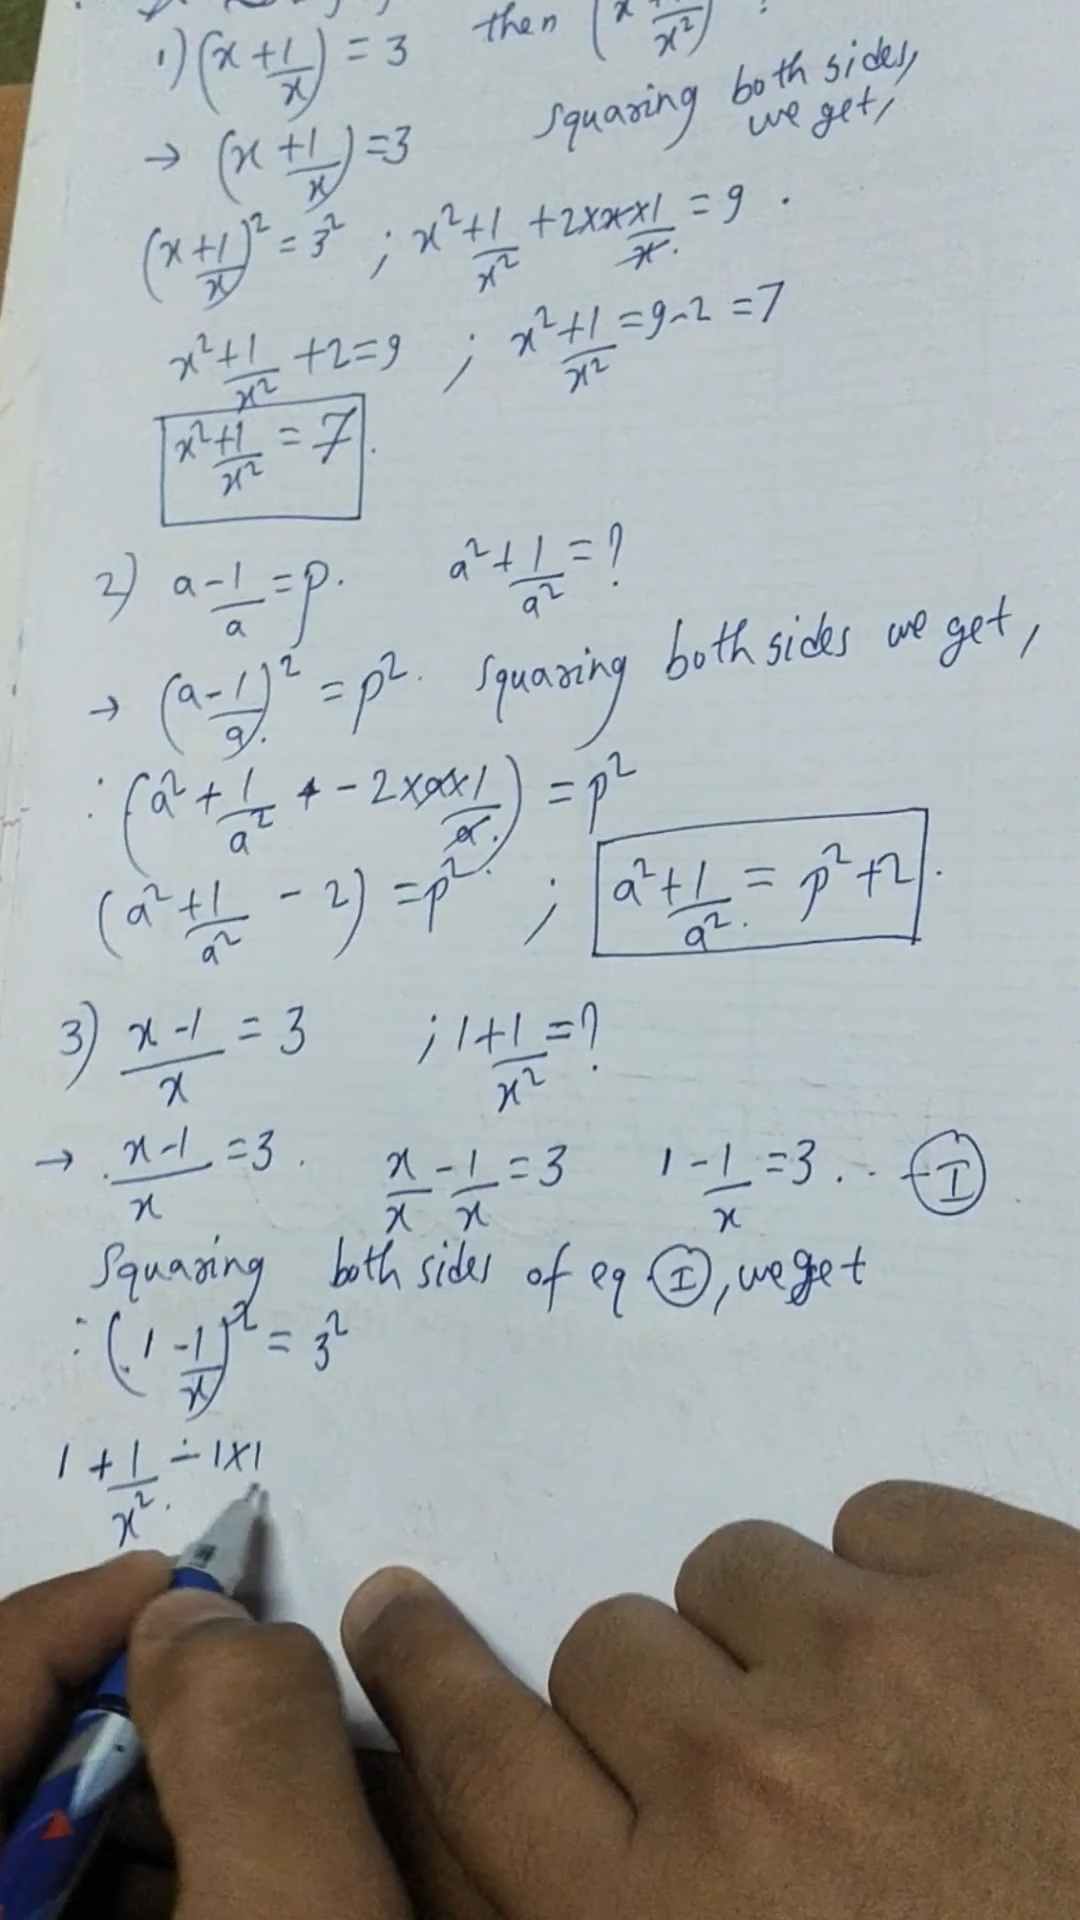 1) (x + 1/x) = 3 then
→ (x + 1/x) = 3 Squaring both sides,
we get,
(x + 1/x)² = 3² ; x² + 1/x² + 2 × x × 1/x = 9 .
x² + 1/x² + 2 = 9 ; x² + 1/x² = 9 - 2 = 7
x² + 1/x² = 7 .
2) a - 1/a = p . a² + 1/a² = ?
→ (a - 1/a)² = p² . Squaring both sides we get,
∴ (a² + 1/a² - 2 × a × 1/a) = p²
(a² + 1/a² - 2) = p² ; a² + 1/a² = p² + 2 .
3) (x - 1)/x = 3 ; 1 + 1/x² = ?
→ (x - 1)/x = 3 . x/x - 1/x = 3 1 - 1/x = 3 ... (I)
Squaring both sides of eq (I), we get
∴ (1 - 1/x)² = 3²
1 + 1/x² - 1 × 1